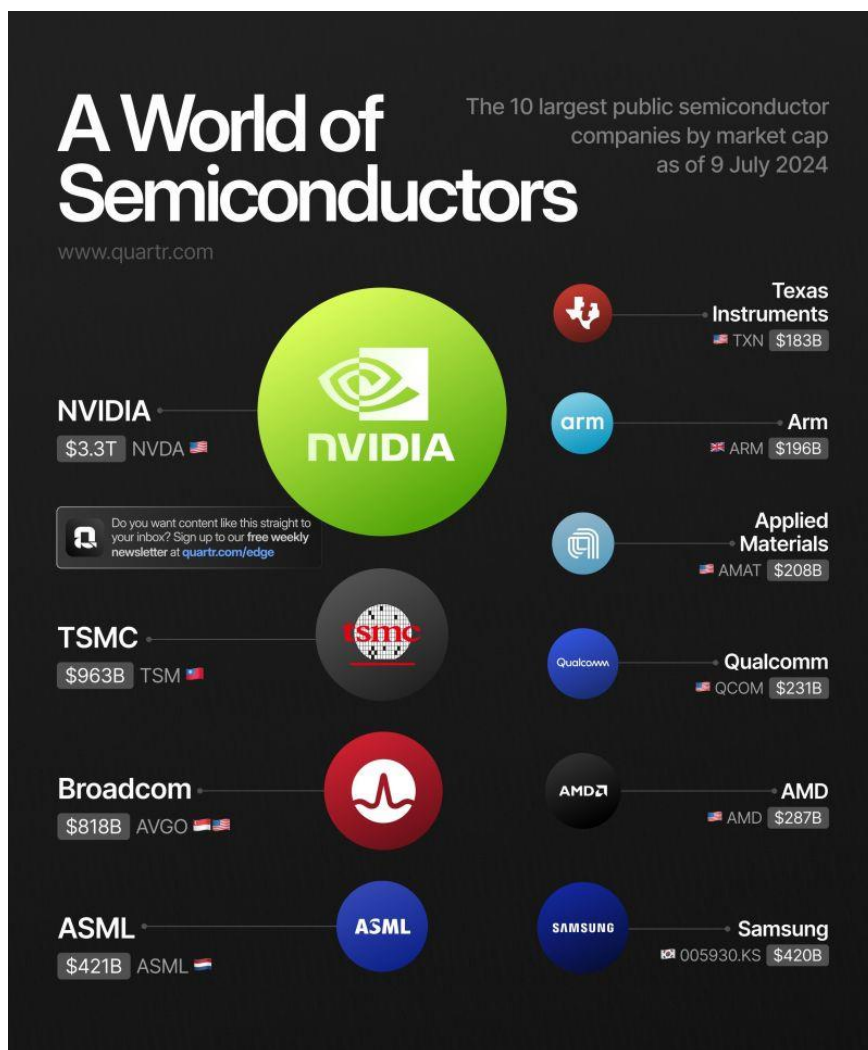 A World of
Semiconductors
The 10 largest public semiconductor
companies by market cap
as of 9 July 2024
www.quartr.com
NVIDIA
$3.3T NVDA
nVIDIA
Do you want content like this straight to
your inbox? Sign up to our free weekly
newsletter at quartr.com/edge
TSMC
$963B TSM
tsmc
Broadcom
$818B AVGO
ASML
$421B ASML
ASML
Texas
Instruments
TXN $183B
arm
Arm
ARM $196B
Applied
Materials
AMAT $208B
Qualcomm
Qualcomm
QCOM $231B
AMD
AMD
AMD $287B
SAMSUNG
Samsung
005930.KS $420B